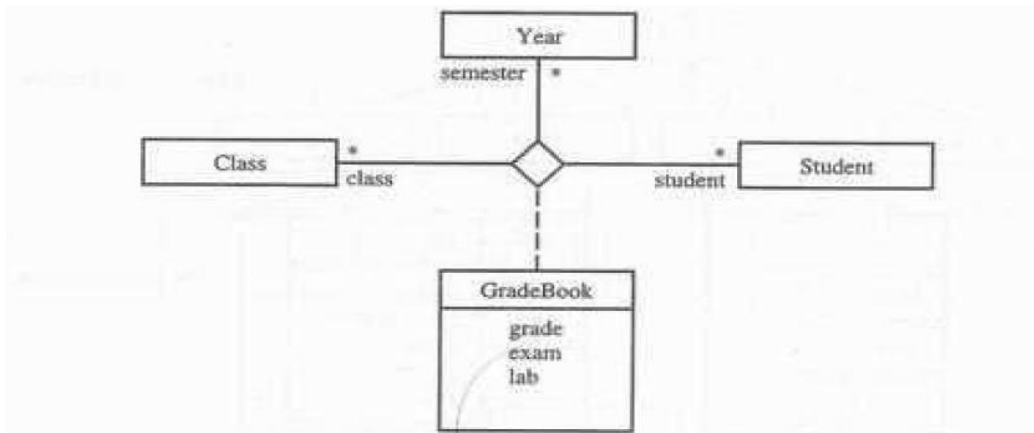 Year
semester *
Class * * Student
class student
GradeBook
grade
exam
lab